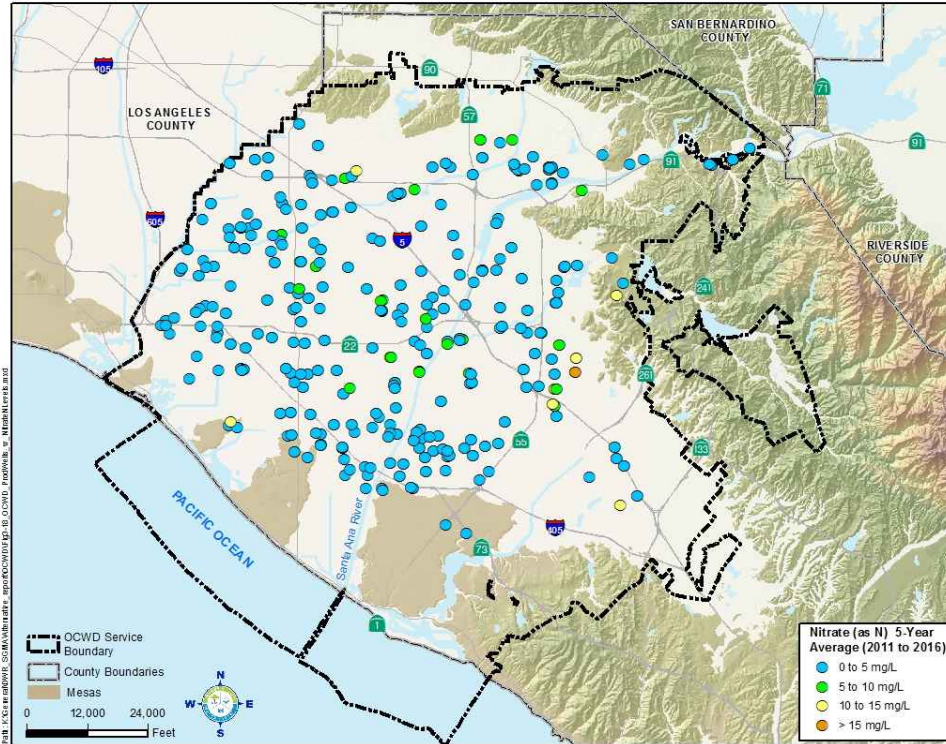 SAN BERNARDINO
COUNTY
405
90
71
57
LOS ANGELES
COUNTY
91
91
605
5
RIVERSIDE
COUNTY
241
22
261
55
133
PACIFIC OCEAN
Santa Ana River
405
73
1
OCWD Service
Boundary
County Boundaries
Mesas
0 12,000 24,000
Feet
N
W E
S
Nitrate (as N) 5-Year
Average (2011 to 2016)
0 to 5 mg/L
5 to 10 mg/L
10 to 15 mg/L
> 15 mg/L